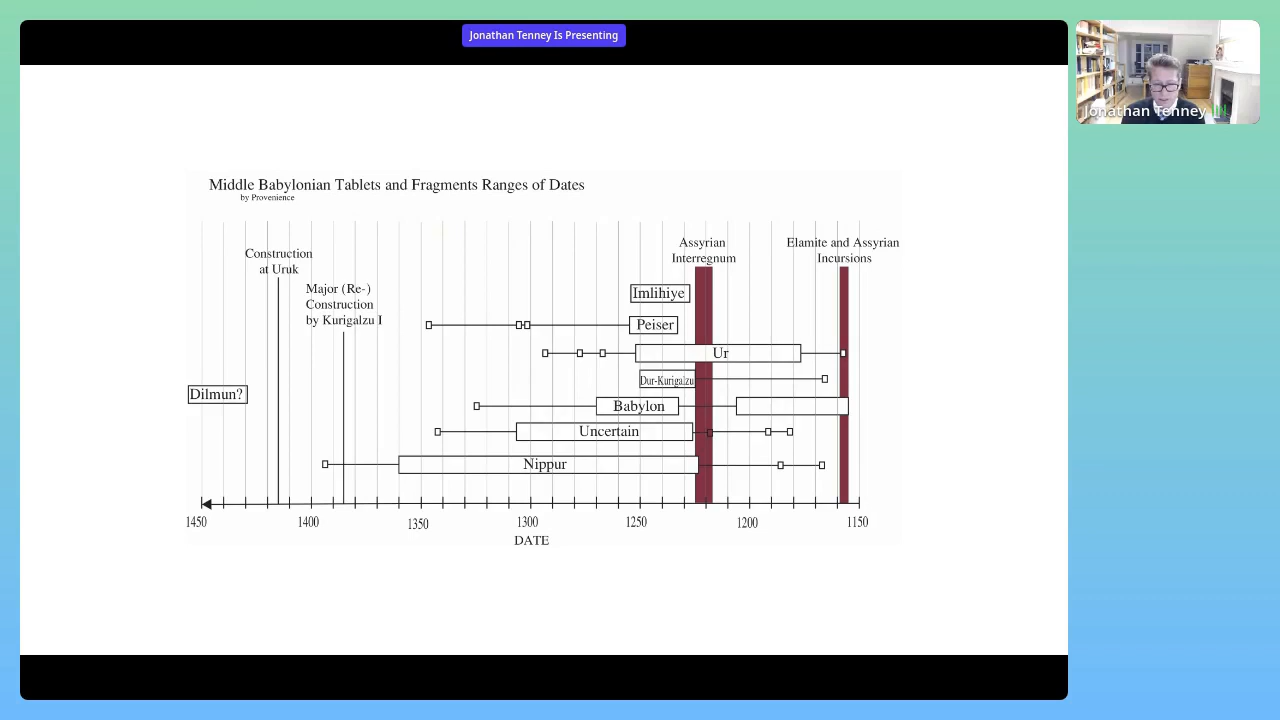 Jonathan Tenney Is Presenting
Jonathan Tenney
Middle Babylonian Tablets and Fragments Ranges of Dates
by Provenience
Construction
at Uruk
Major (Re-)
Construction
by Kurigalzu I
Assyrian
Interregnum
Elamite and Assyrian
Incursions
Imlihiye
Peiser
Ur
Dur-Kurigalzu
Dilmun?
Babylon
Uncertain
Nippur
1450 1400 1350 1300 1250 1200 1150
DATE